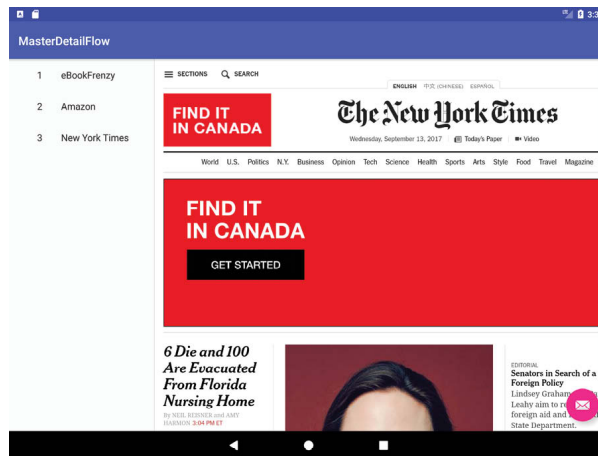 3:3
MasterDetailFlow
1 eBookFrenzy
2 Amazon
3 New York Times
SECTIONS SEARCH
ENGLISH 中文 (CHINESE) ESPAÑOL
FIND IT
IN CANADA
The New York Times
Wednesday, September 13, 2017 Today's Paper Video
World U.S. Politics N.Y. Business Opinion Tech Science Health Sports Arts Style Food Travel Magazine
FIND IT
IN CANADA
GET STARTED
6 Die and 100
Are Evacuated
From Florida
Nursing Home
By NEIL REISNER and AMY
HARMON 3:04 PM ET
EDITORIAL
Senators in Search of a
Foreign Policy
Lindsey Graham
Leahy aim to
foreign aid and
State Department.